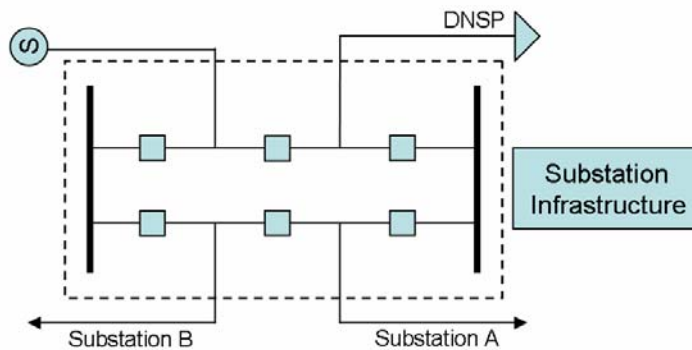 DNSP
S
Substation
Infrastructure
Substation B
Substation A